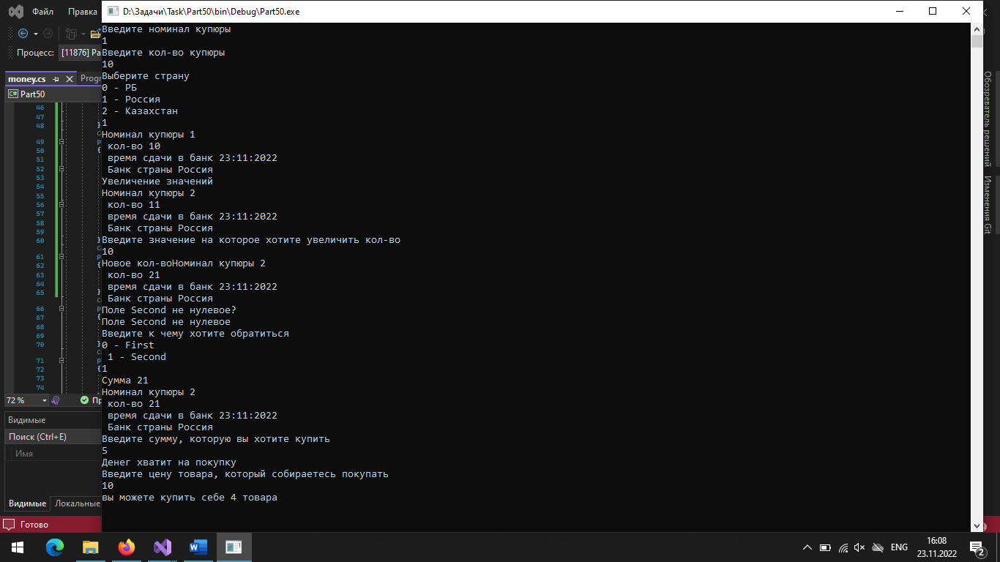 Файл Правка
D:\Задачи\Task\Part50\bin\Debug\Part50.exe
Процесс: [11876] Pa
money.cs Progr
C# Part50
46
47
48
49
50
51
52
53
54
55
56
57
58
59
60
61
62
63
64
65
66
67
68
69
70
71
72
73
74
72 %
Пр
Видимые
Поиск (Ctrl+E)
Имя
Видимые Локальные
Готово
Введите номинал купюры
1
Введите кол-во купюры
10
Выберите страну
0 - РБ
1 - Россия
2 - Казахстан
1
Номинал купюры 1
кол-во 10
время сдачи в банк 23:11:2022
Банк страны Россия
Увеличение значений
Номинал купюры 2
кол-во 11
время сдачи в банк 23:11:2022
Банк страны Россия
Введите значение на которое хотите увеличить кол-во
10
Новое кол-воНоминал купюры 2
кол-во 21
время сдачи в банк 23:11:2022
Банк страны Россия
Поле Second не нулевое?
Поле Second не нулевое
Введите к чему хотите обратиться
0 - First
1 - Second
1
Сумма 21
Номинал купюры 2
кол-во 21
время сдачи в банк 23:11:2022
Банк страны Россия
Введите сумму, которую вы хотите купить
5
Денег хватит на покупку
Введите цену товара, который собираетесь покупать
10
вы можете купить себе 4 товара
Обозреватель решений
Изменения Git
ENG
16:08
23.11.2022
2